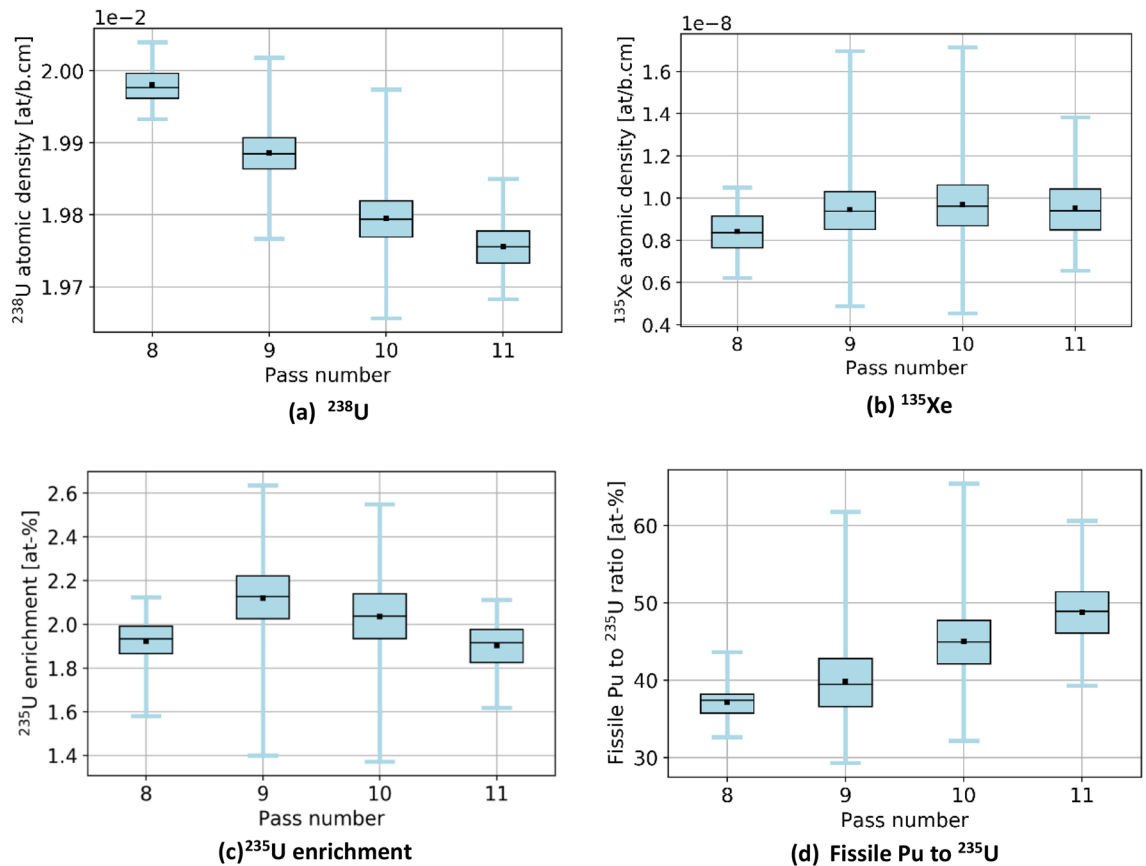 1e−2
²³⁸U atomic density [at/b.cm]
2.00
1.99
1.98
1.97
8 9 10 11
Pass number
(a) ²³⁸U
1e−8
¹³⁵Xe atomic density [at/b.cm]
1.6
1.4
1.2
1.0
0.8
0.6
0.4
8 9 10 11
Pass number
(b) ¹³⁵Xe
²³⁵U enrichment [at-%]
2.6
2.4
2.2
2.0
1.8
1.6
1.4
8 9 10 11
Pass number
(c)²³⁵U enrichment
Fissile Pu to ²³⁵U ratio [at-%]
60
50
40
30
8 9 10 11
Pass number
(d) Fissile Pu to ²³⁵U